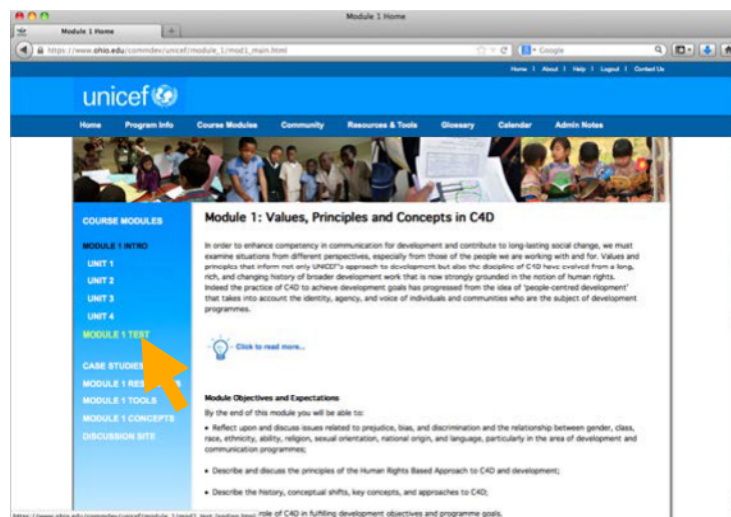 Module 1 Home
Module 1 Home
https://www.ohio.edu/commdev/unicef/module_1/mod1_main.html
Google
Home | About | Help | Logout | Contact Us
unicef
Home Program Info Course Modules Community Resources & Tools Glossary Calendar Admin Notes
COURSE MODULES
MODULE 1 INTRO
UNIT 1
UNIT 2
UNIT 3
UNIT 4
MODULE 1 TEST
CASE STUDIES
MODULE 1
MODULE 1 TOOLS
MODULE 1 CONCEPTS
DISCUSSION SITE
Module 1: Values, Principles and Concepts in C4D
In order to enhance competency in communication for development and contribute to long-lasting social change, we must
examine situations from different perspectives, especially from those of the people we are working with and for. Values and
principles that inform not only UNICEF's approach to development but also the discipline of C4D have evolved from a long,
rich, and changing history of broader development work that is now strongly grounded in the notion of human rights.
Indeed the practice of C4D to achieve development goals has progressed from the idea of 'people-centred development'
that takes into account the identity, agency, and voice of individuals and communities who are the subject of development
programmes.
Click to read more...
Module Objectives and Expectations
By the end of this module you will be able to:
• Reflect upon and discuss issues related to prejudice, bias, and discrimination and the relationship between gender, class,
race, ethnicity, ability, religion, sexual orientation, national origin, and language, particularly in the area of development and
communication programmes;
• Describe and discuss the principles of the Human Rights Based Approach to C4D and development;
• Describe the history, conceptual shifts, key concepts, and approaches to C4D;
role of C4D in fulfilling development objectives and programme goals.